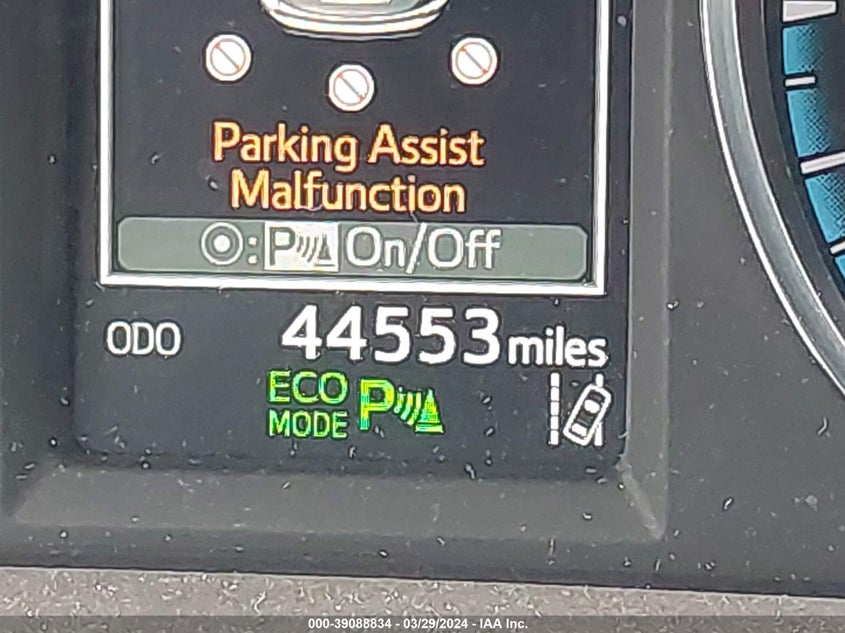 Parking Assist
Malfunction
: P On/Off
ODO 44553 miles
ECO MODE P
000-39088834 - 03/29/2024 - IAA Inc.